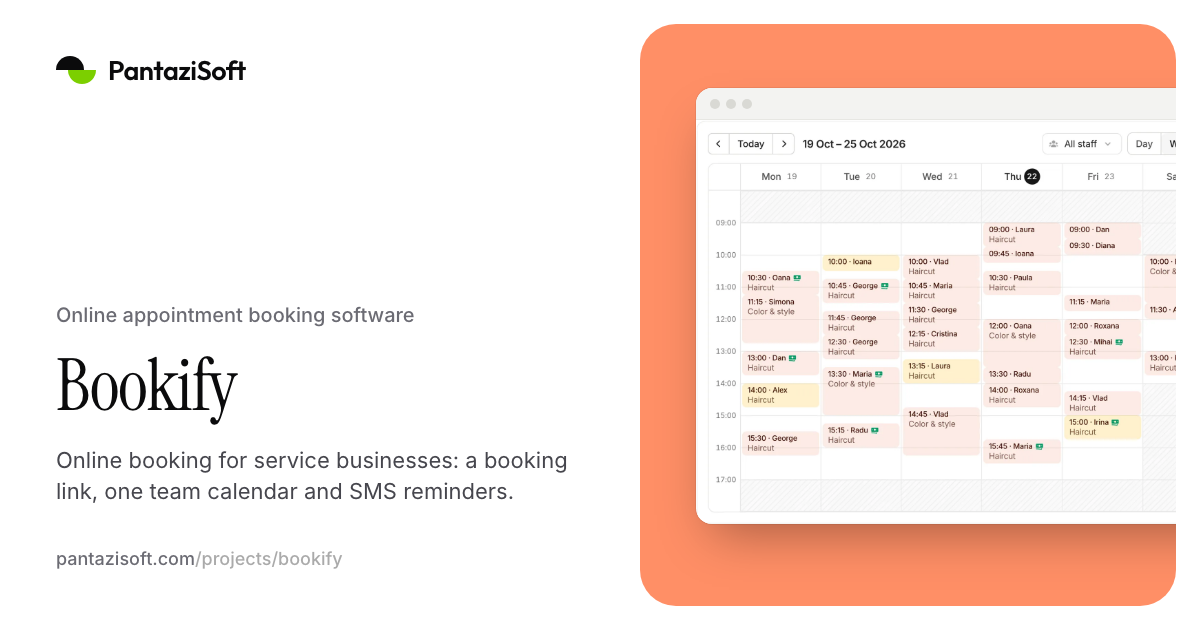 PantaziSoft
Online appointment booking software
Bookify
Online booking for service businesses: a booking
link, one team calendar and SMS reminders.
pantazisoft.com/projects/bookify
Today
19 Oct – 25 Oct 2026
All staff
Day
Mon 19
Tue 20
Wed 21
Thu 22
Fri 23
09:00
10:00
11:00
12:00
13:00
14:00
15:00
16:00
17:00
10:30 · Oana
Haircut
11:15 · Simona
Color & style
13:00 · Dan
Haircut
14:00 · Alex
Haircut
15:30 · George
Haircut
10:00 · Ioana
10:45 · George
Haircut
11:45 · George
Haircut
12:30 · George
Haircut
13:30 · Maria
Color & style
15:15 · Radu
Haircut
10:00 · Vlad
Haircut
10:45 · Maria
Haircut
11:30 · George
Haircut
12:15 · Cristina
Haircut
13:15 · Laura
Haircut
14:45 · Vlad
Color & style
09:00 · Laura
Haircut
09:45 · Ioana
10:30 · Paula
Haircut
12:00 · Oana
Color & style
13:30 · Radu
14:00 · Roxana
Haircut
15:45 · Maria
Haircut
09:00 · Dan
09:30 · Diana
11:15 · Maria
12:00 · Roxana
12:30 · Mihai
Haircut
14:15 · Vlad
Haircut
15:00 · Irina
Haircut
10:00 ·
Color &
11:30 ·
13:00 ·
Haircut